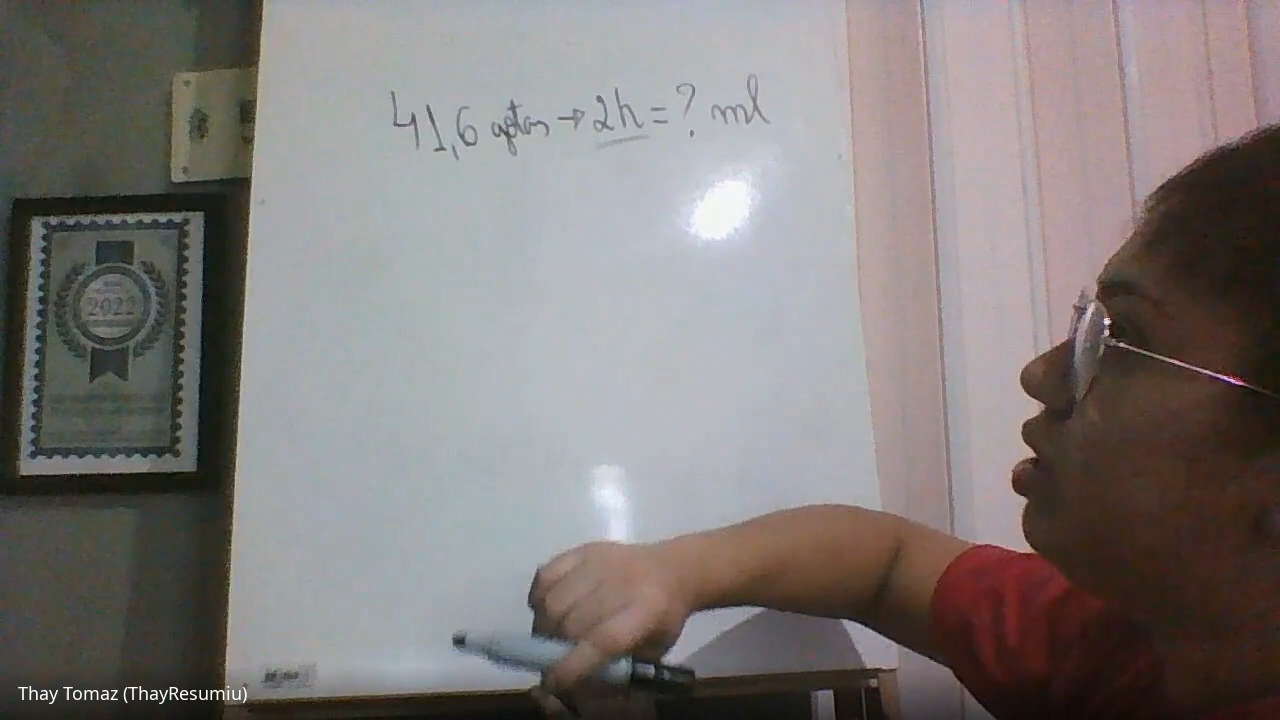 41,6 gotas → 2h = ? ml
2022
Thay Tomaz (ThayResumiu)